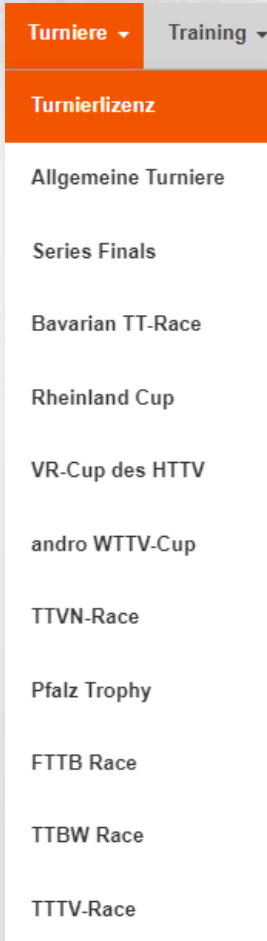 Turniere Training
Turnierlizenz
Allgemeine Turniere
Series Finals
Bavarian TT-Race
Rheinland Cup
VR-Cup des HTTV
andro WTTV-Cup
TTVN-Race
Pfalz Trophy
FTTB Race
TTBW Race
TTTV-Race